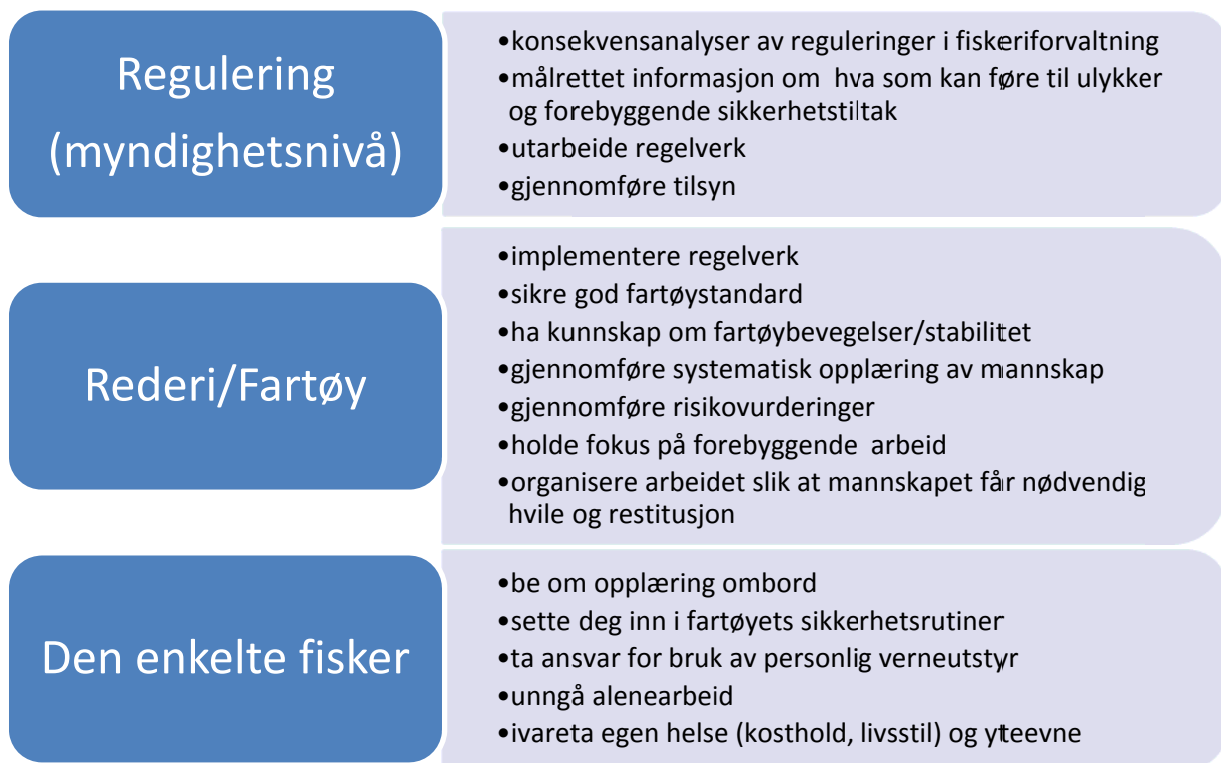 Regulering
(myndighetsnivå)
•konsekvensanalyser av reguleringer i fiskeriforvaltning
•målrettet informasjon om hva som kan føre til ulykker
og forebyggende sikkerhetstiltak
•utarbeide regelverk
•gjennomføre tilsyn
Rederi/Fartøy
•implementere regelverk
•sikre god fartøystandard
•ha kunnskap om fartøybevegelser/stabilitet
•gjennomføre systematisk opplæring av mannskap
•gjennomføre risikovurderinger
•holde fokus på forebyggende arbeid
•organisere arbeidet slik at mannskapet får nødvendig
hvile og restitusjon
Den enkelte fisker
•be om opplæring ombord
•sette deg inn i fartøyets sikkerhetsrutiner
•ta ansvar for bruk av personlig verneutstyr
•unngå alenearbeid
•ivareta egen helse (kosthold, livsstil) og yteevne